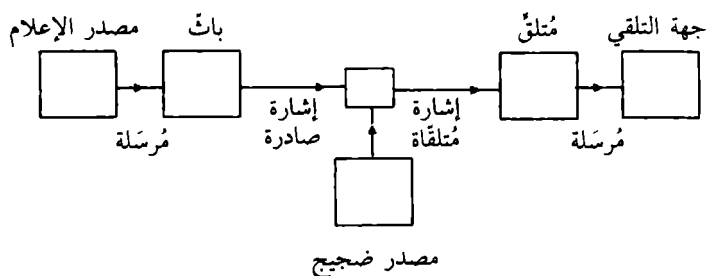 مصدر الإعلام
باثّ
مُتلقٍّ
جهة التلقي
مُرسَلة
إشارة
صادرة
إشارة
مُتلقّاة
مُرسَلة
مصدر ضجيج